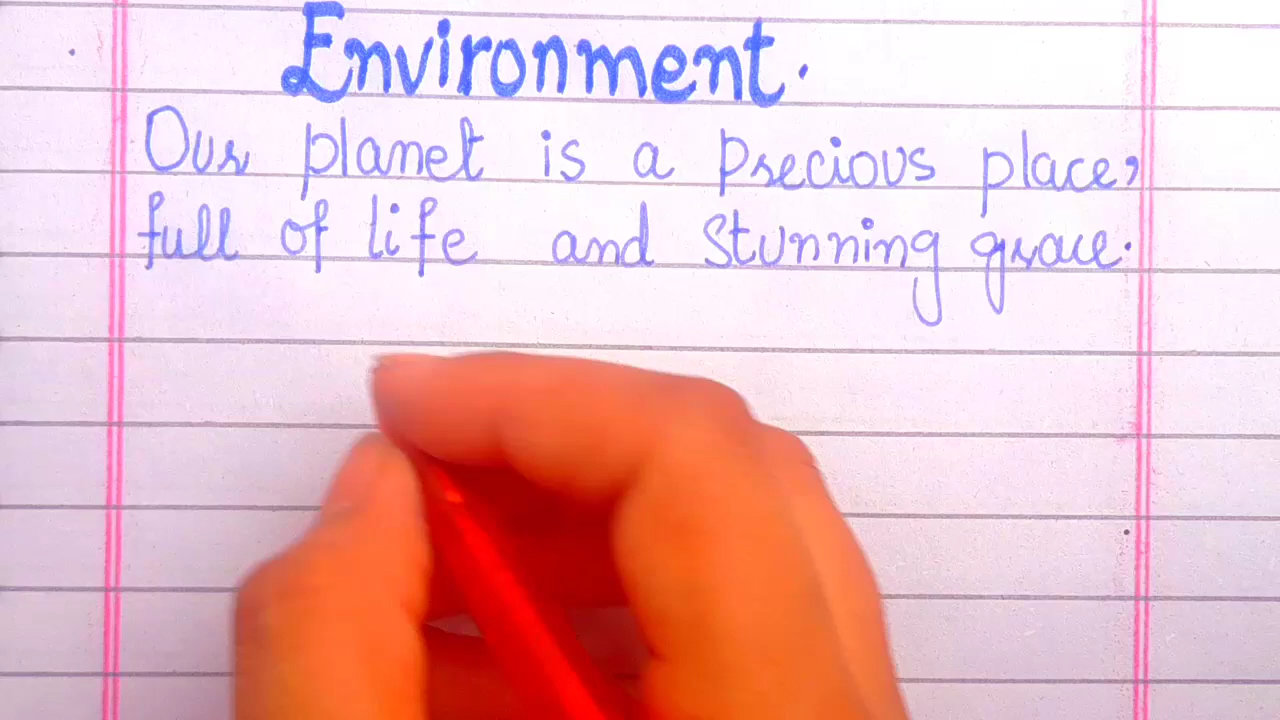 Environment.
Our planet is a precious place,
full of life and stunning grace.